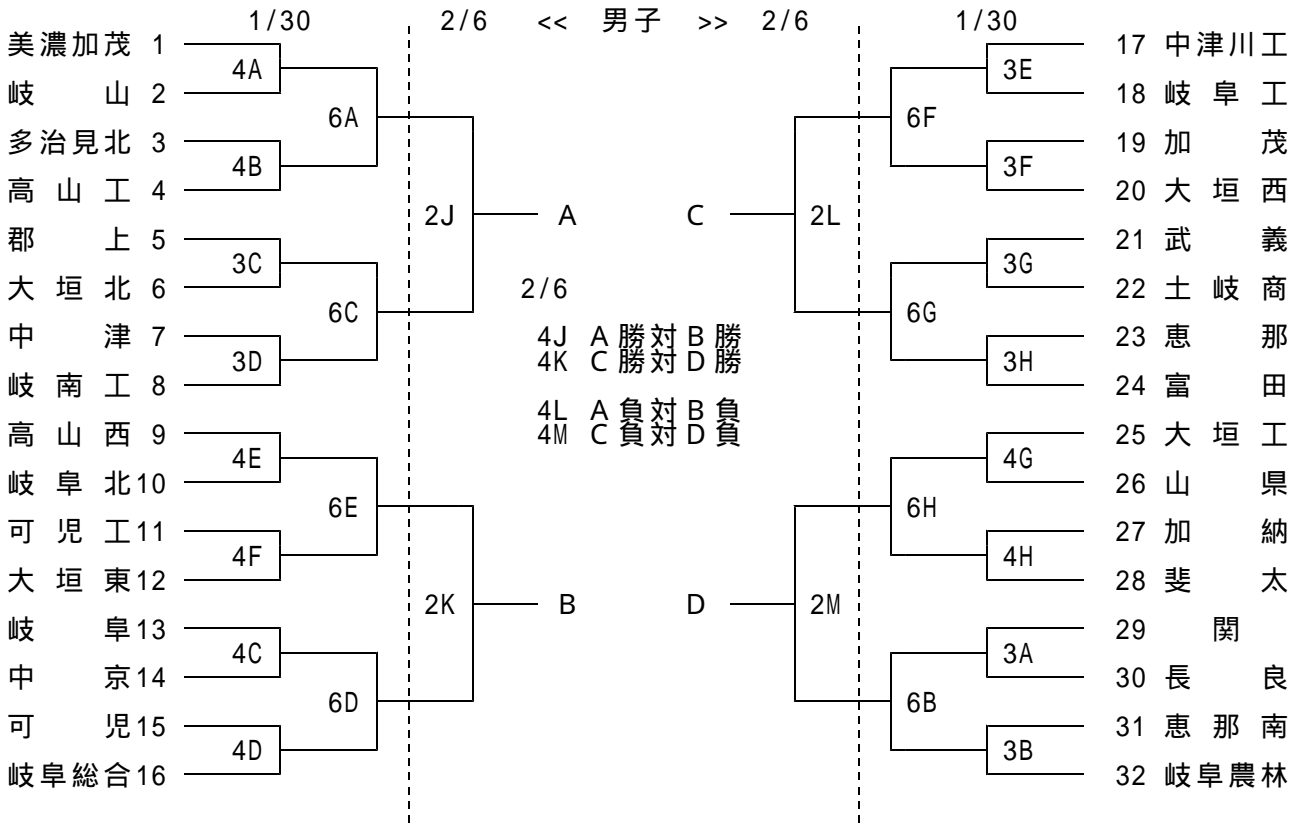 1/30 2/6 << 男子 >> 2/6 1/30
美濃加茂 1
4A
岐 山 2
6A
多治見北 3
4B
高山工 4
2J A
郡 上 5
3C
大垣北 6
6C
中 津 7
3D
岐南工 8
高山西 9
4E
岐阜北10
6E
可児工11
4F
大垣東12
2K B
岐 阜13
4C
中 京14
6D
可 児15
4D
岐阜総合16
2/6
4J A勝対B勝
4K C勝対D勝
4L A負対B負
4M C負対D負
17 中津川工
3E
18 岐阜工
6F
19 加 茂
3F
20 大垣西
C 2L
21 武 義
3G
22 土岐商
6G
23 恵 那
3H
24 富 田
25 大垣工
4G
26 山 県
6H
27 加 納
4H
28 斐 太
D 2M
29 関
3A
30 長 良
6B
31 恵那南
3B
32 岐阜農林